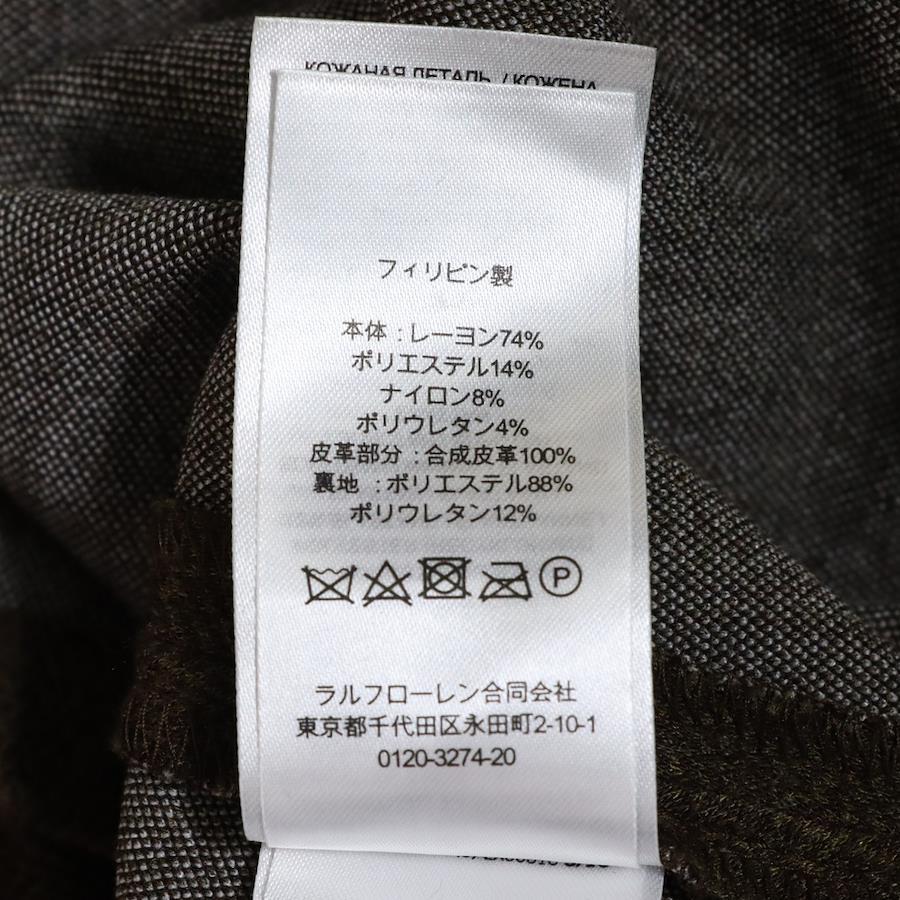 КОЖАНАЯ ДЕТАЛЬ / КОЖЕНА
フィリピン製
本体 : レーヨン74%
ポリエステル14%
ナイロン8%
ポリウレタン4%
皮革部分 : 合成皮革100%
裏地 : ポリエステル88%
ポリウレタン12%
P
ラルフローレン合同会社
東京都千代田区永田町2-10-1
0120-3274-20